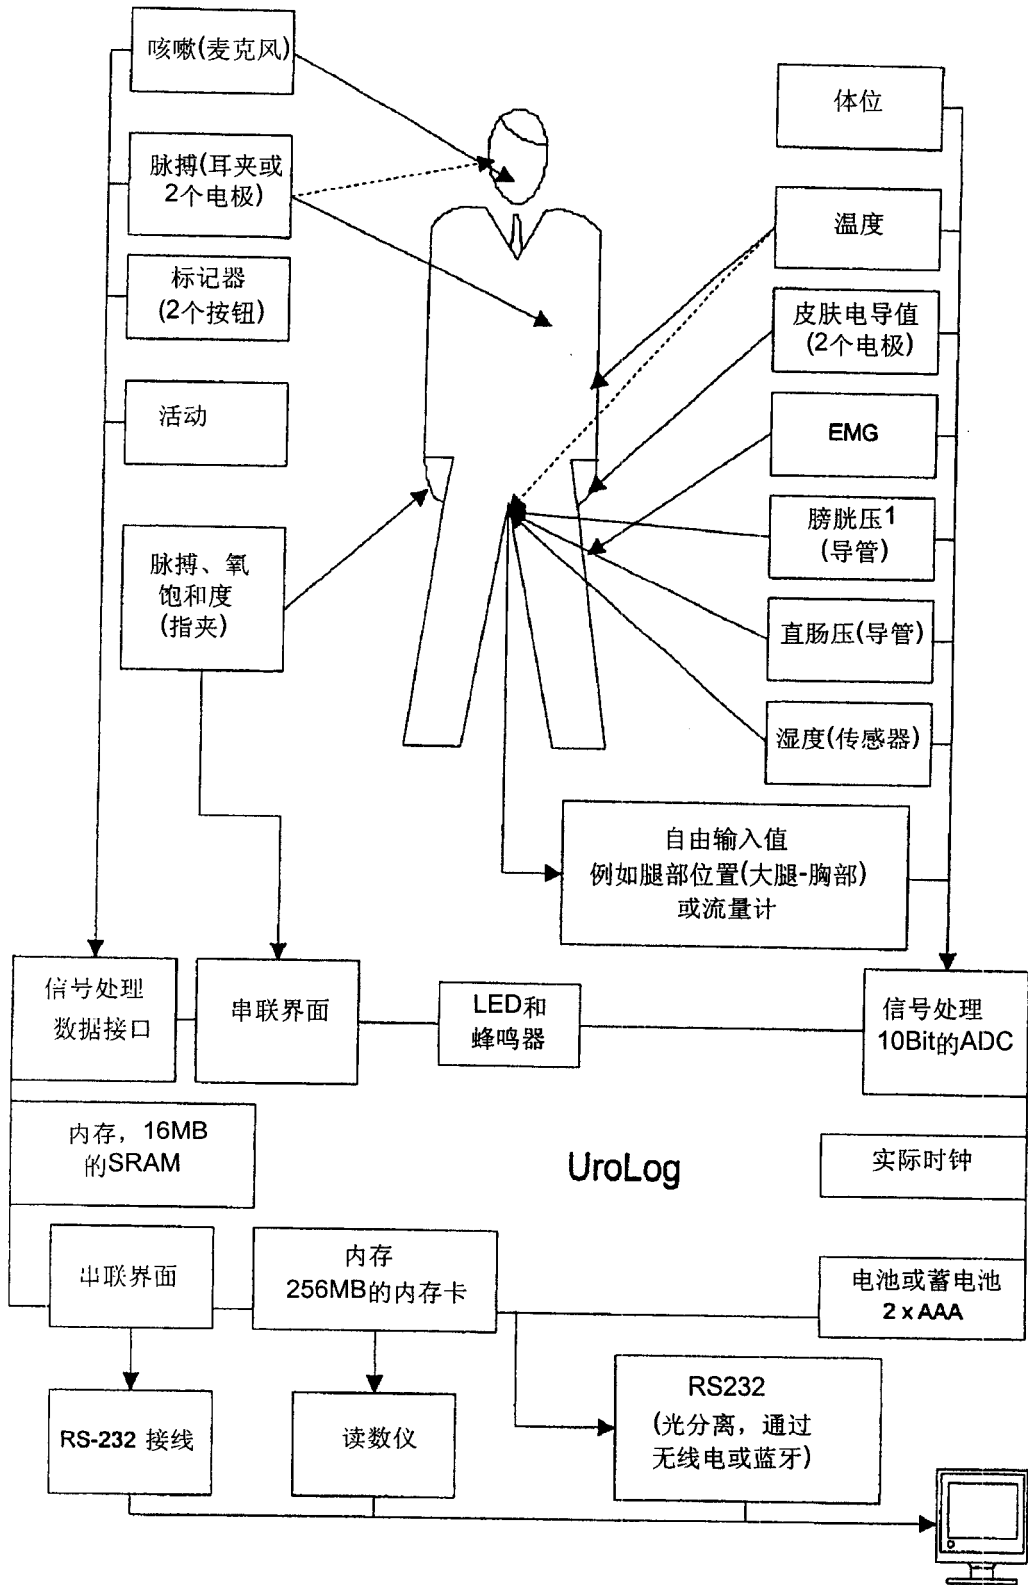 咳嗽(麦克风)
体位
脉搏(耳夹或
2个电极)
温度
标记器
(2个按钮)
皮肤电导值
(2个电极)
活动
EMG
膀胱压1
(导管)
脉搏、氧
饱和度
(指夹)
直肠压(导管)
湿度(传感器)
自由输入值
例如腿部位置(大腿-胸部)
或流量计
信号处理
数据接口
串联界面
LED和
蜂鸣器
信号处理
10Bit的ADC
内存，16MB
的SRAM
UroLog
实际时钟
串联界面
内存
256MB的内存卡
电池或蓄电池
2 x AAA
RS-232 接线
读数仪
RS232
(光分离，通过
无线电或蓝牙)